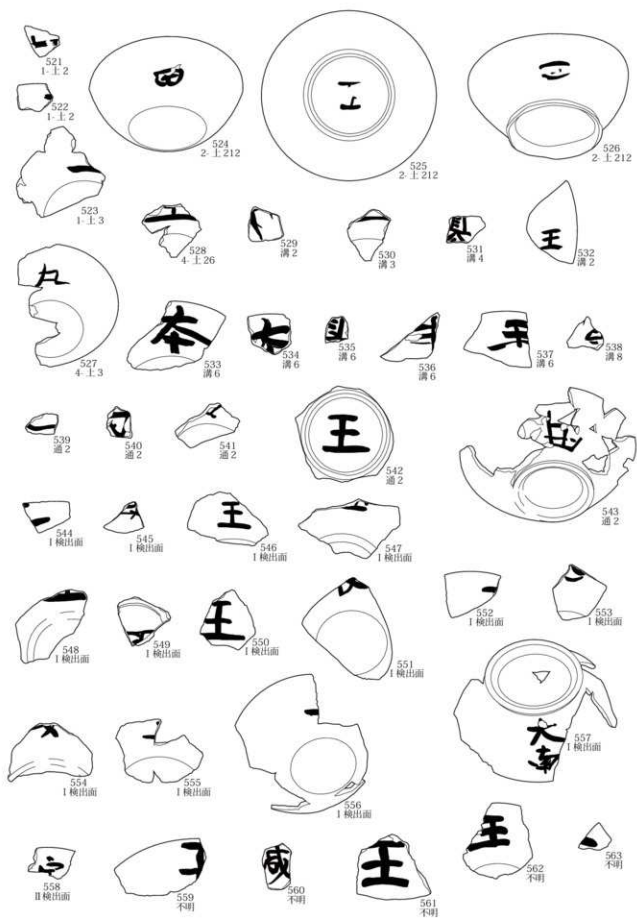 521
1-土2
522
1-土2
523
1-土3
524
2-土212
525
2-土212
526
2-土212
丸
527
4-土3
528
4-土26
529
溝2
530
溝3
531
溝4
王
532
溝2
本
533
溝6
534
溝6
535
溝6
536
溝6
537
溝6
538
溝8
539
通2
540
通2
541
通2
王
542
通2
543
通2
544
I検出面
545
I検出面
王
546
I検出面
547
I検出面
548
I検出面
549
I検出面
王
550
I検出面
551
I検出面
552
I検出面
553
I検出面
554
I検出面
555
I検出面
556
I検出面
大南
557
I検出面
558
II検出面
559
不明
咸
560
不明
王
561
不明
王
562
不明
563
不明